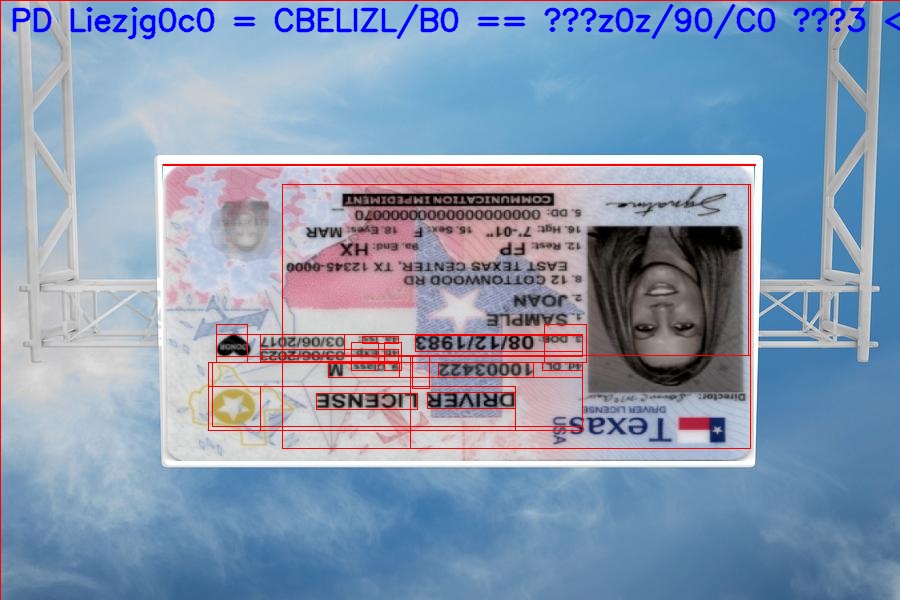 PD Liezjg0c0 = CBELIZL/B0 == ???z0z/90/C0 ???3 <
Texas
USA
DRIVER LICENSE
Director:
DRIVER LICENSE
4d. DL: 10003422 9. Class: M
3. DOB: 08/12/1983 4b. Exp: 03/06/2023
4a. Iss: 03/06/2017
DONOR
1. SAMPLE
2. JOAN
8. 12 COTTONWOOD RD
EAST TEXAS CENTER, TX 12345-0000
12. Rest: FP 9a. End: HX
16. Hgt: 7'-01" 15. Sex: F 18. Eyes: MAR
5. DD: 00000000000000000070
COMMUNICATION IMPEDIMENT
Signature